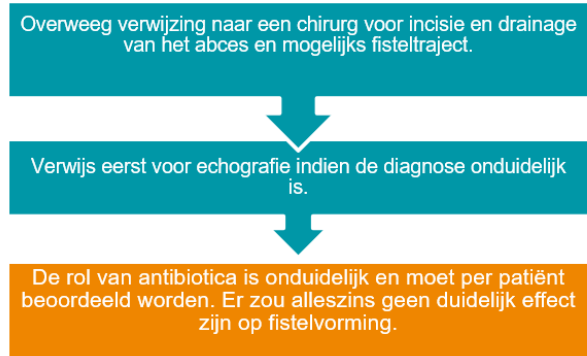 Overweeg verwijzing naar een chirurg voor incisie en drainage
van het abces en mogelijks fisteltraject.
Verwijs eerst voor echografie indien de diagnose onduidelijk
is.
De rol van antibiotica is onduidelijk en moet per patiënt
beoordeeld worden. Er zou alleszins geen duidelijk effect
zijn op fistelvorming.